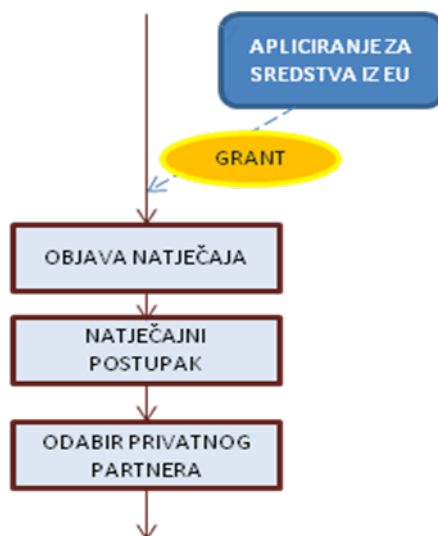 APLICIRANJE ZA
SREDSTVA IZ EU
GRANT
OBJAVA NATJEČAJA
NATJEČAJNI
POSTUPAK
ODABIR PRIVATNOG
PARTNERA